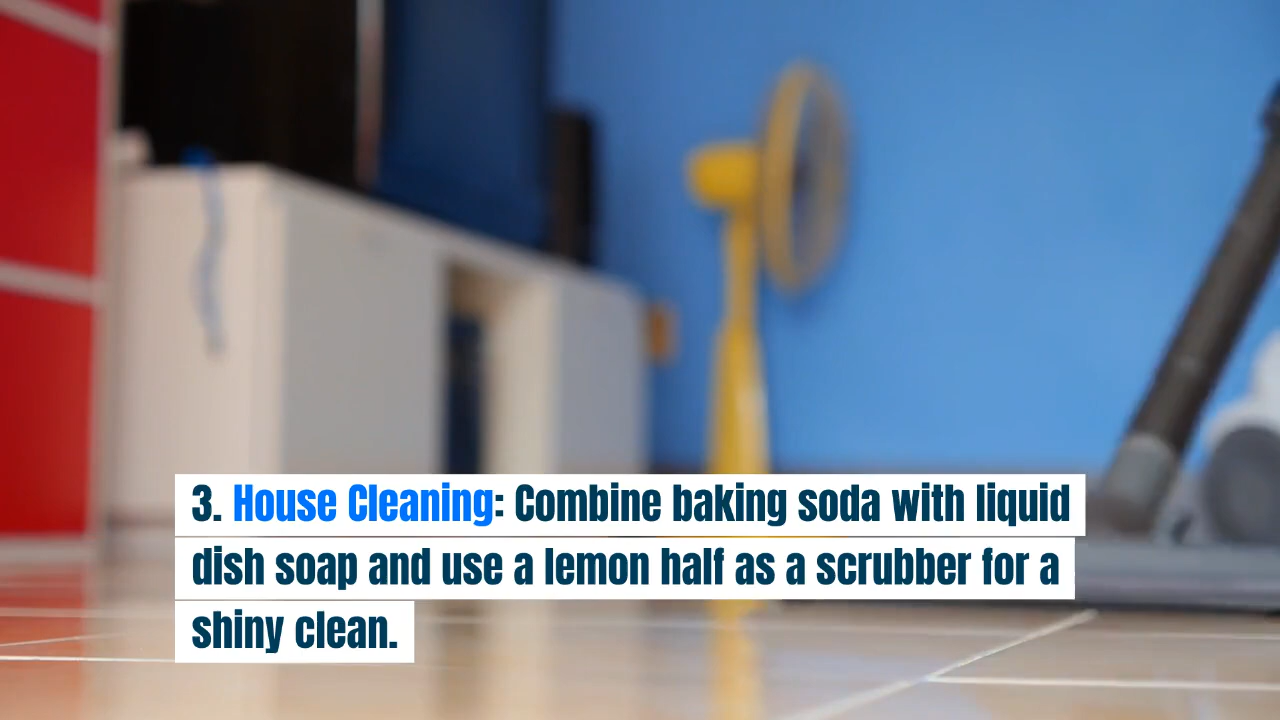 3. House Cleaning: Combine baking soda with liquid
dish soap and use a lemon half as a scrubber for a
shiny clean.